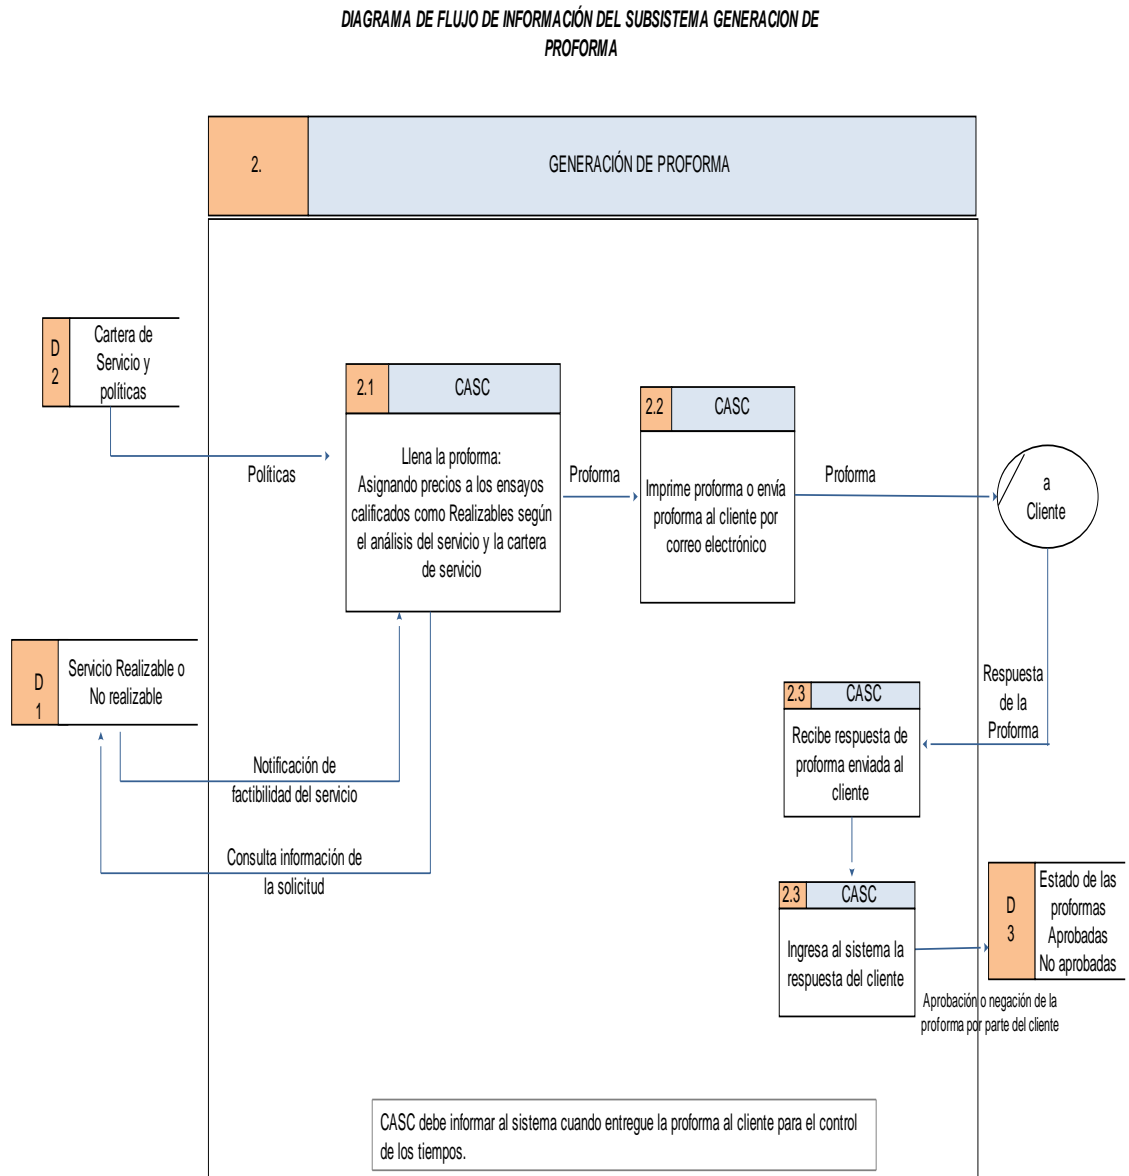 DIAGRAMA DE FLUJO DE INFORMACIÓN DEL SUBSISTEMA GENERACION DE
PROFORMA
2.
GENERACIÓN DE PROFORMA
D
2
Cartera de
Servicio y
políticas
Políticas
2.1
CASC
Llena la proforma:
Asignando precios a los ensayos
calificados como Realizables según
el análisis del servicio y la cartera
de servicio
Proforma
2.2
CASC
Imprime proforma o envía
proforma al cliente por
correo electrónico
Proforma
a
Cliente
D
1
Servicio Realizable o
No realizable
Notificación de
factibilidad del servicio
Consulta información de
la solicitud
Respuesta
de la
Proforma
2.3
CASC
Recibe respuesta de
proforma enviada al
cliente
2.3
CASC
Ingresa al sistema la
respuesta del cliente
D
3
Estado de las
proformas
Aprobadas
No aprobadas
Aprobación o negación de la
proforma por parte del cliente
CASC debe informar al sistema cuando entregue la proforma al cliente para el control
de los tiempos.